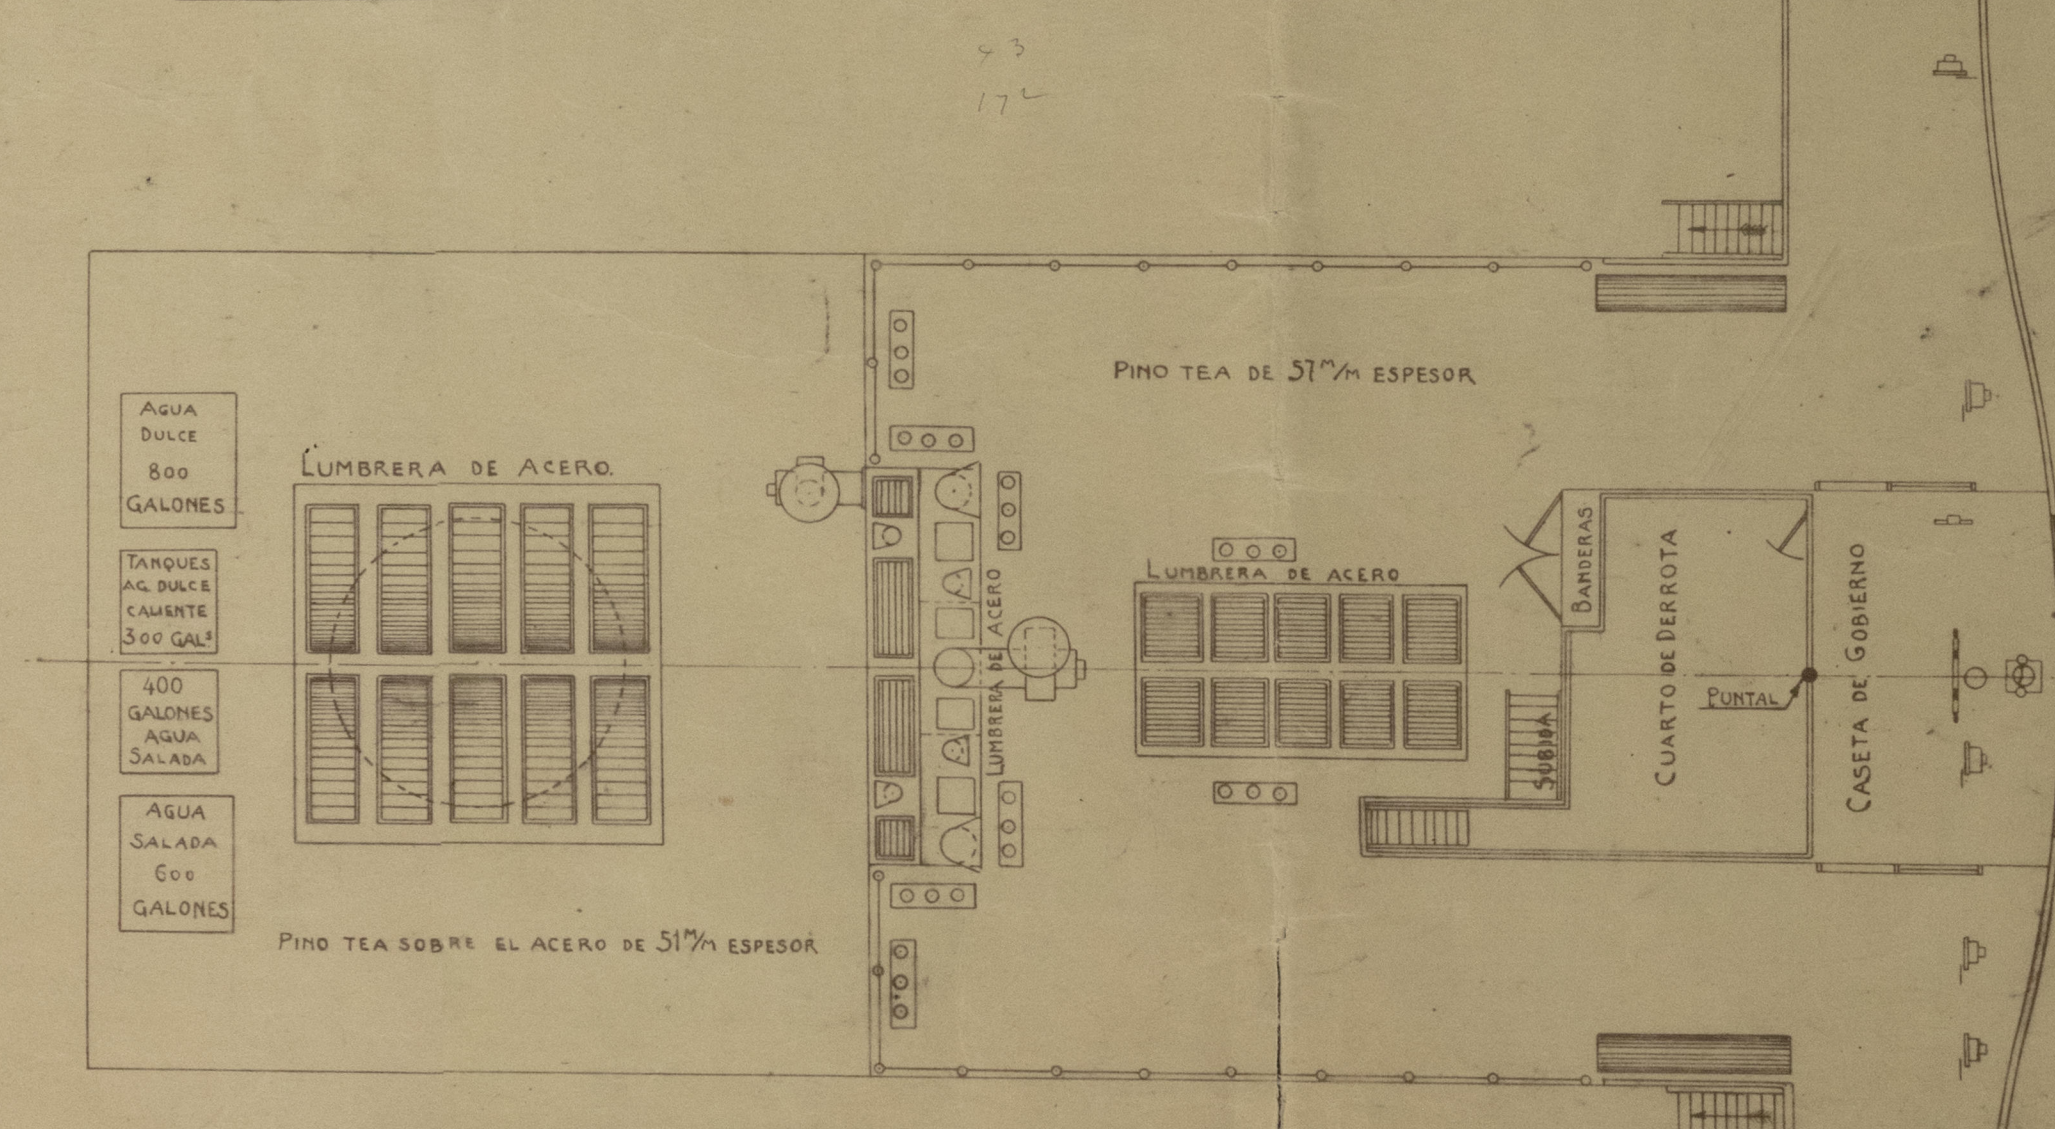 43
172
PINO TEA DE 57 M/M ESPESOR
AGUA
DULCE
800
GALONES
LUMBRERA DE ACERO.
TANQUES
AG. DULCE
CALIENTE
300 GALS.
400
GALONES
AGUA
SALADA
AGUA
SALADA
600
GALONES
PINO TEA SOBRE EL ACERO DE 51 M/M ESPESOR
LUMBRERA DE ACERO
LUMBRERA DE ACERO
BANDERAS
SUBIDA
CUARTO DE DERROTA
PUNTAL
CASETA DE GOBIERNO